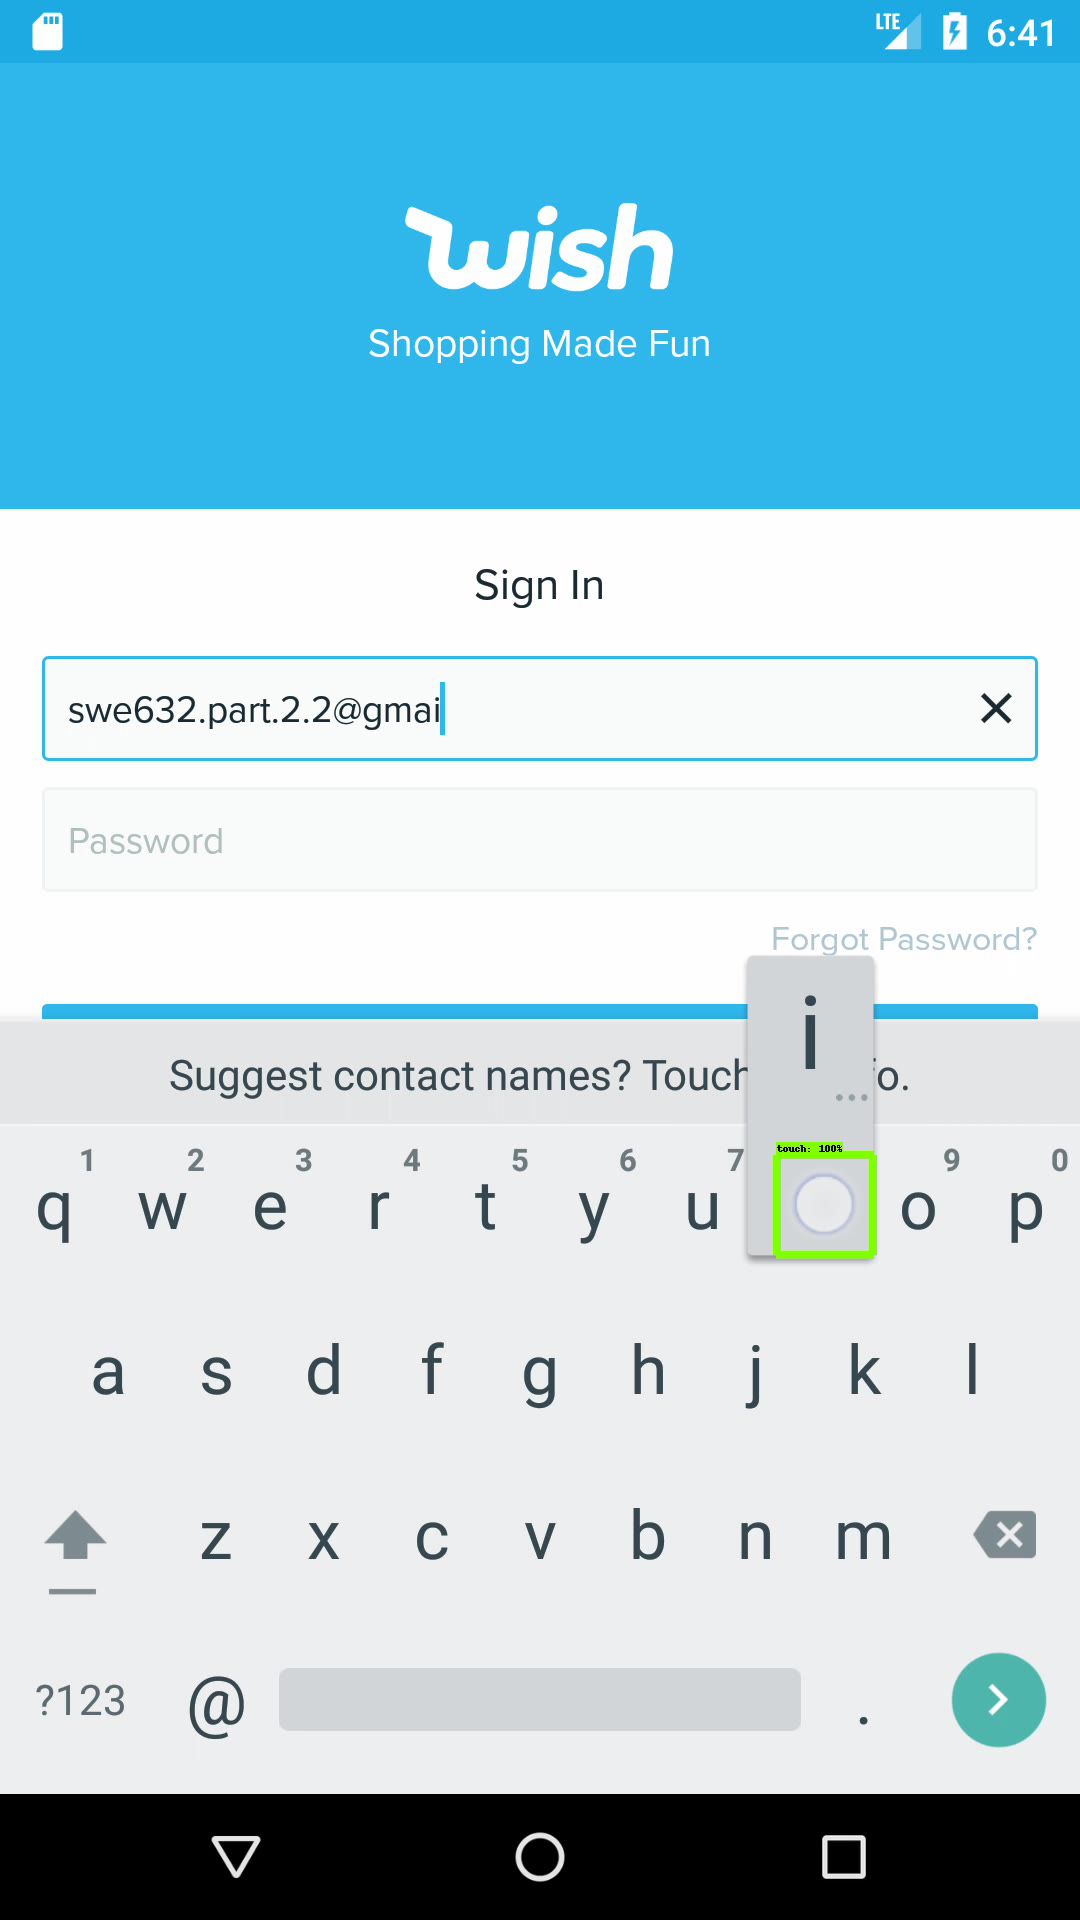 LTE 6:41
wish
Shopping Made Fun
Sign In
swe632.part.2.2@gmai
Password
Forgot Password?
i
Suggest contact names? Touch fo.
...
touch: 100%
1 2 3 4 5 6 7 9 0
q w e r t y u o p
a s d f g h j k l
z x c v b n m
?123 @ .